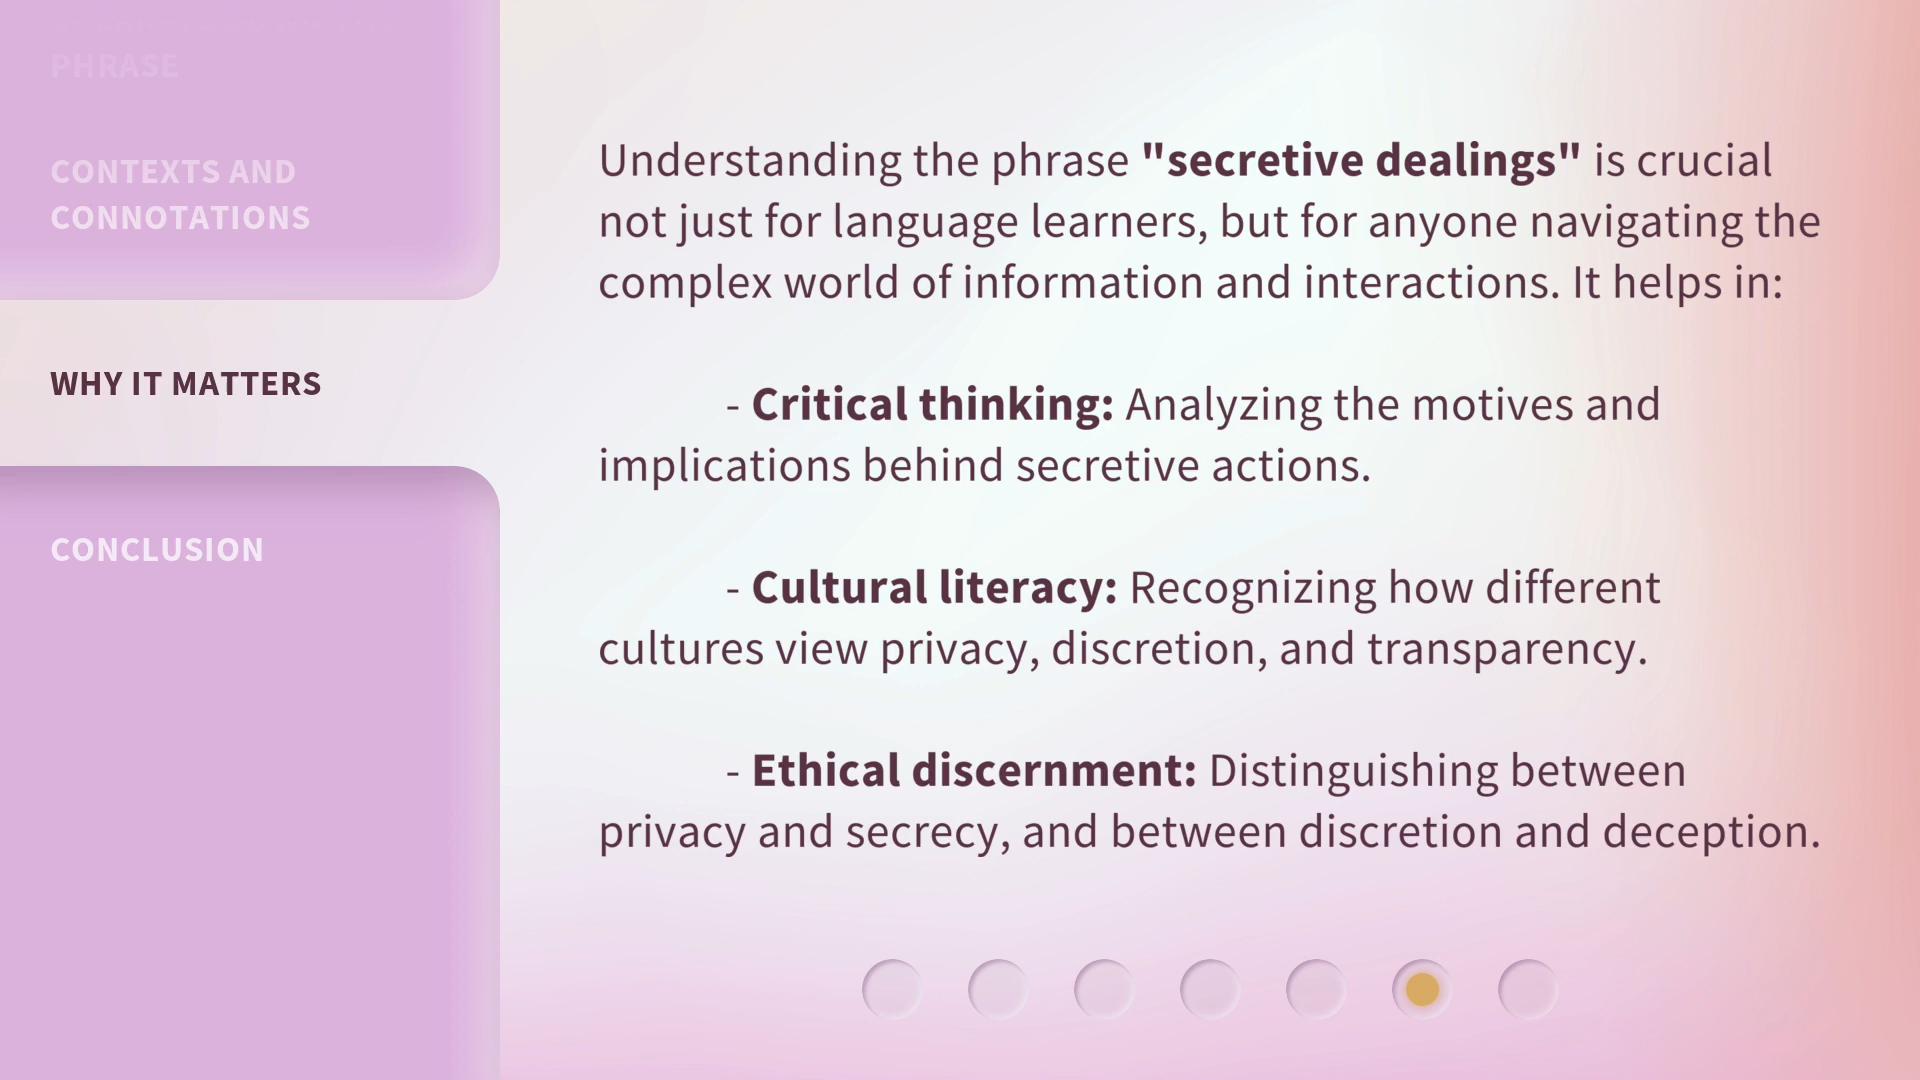 PHRASE
CONTEXTS AND
CONNOTATIONS
WHY IT MATTERS
CONCLUSION
Understanding the phrase "secretive dealings" is crucial
not just for language learners, but for anyone navigating the
complex world of information and interactions. It helps in:
- Critical thinking: Analyzing the motives and
implications behind secretive actions.
- Cultural literacy: Recognizing how different
cultures view privacy, discretion, and transparency.
- Ethical discernment: Distinguishing between
privacy and secrecy, and between discretion and deception.